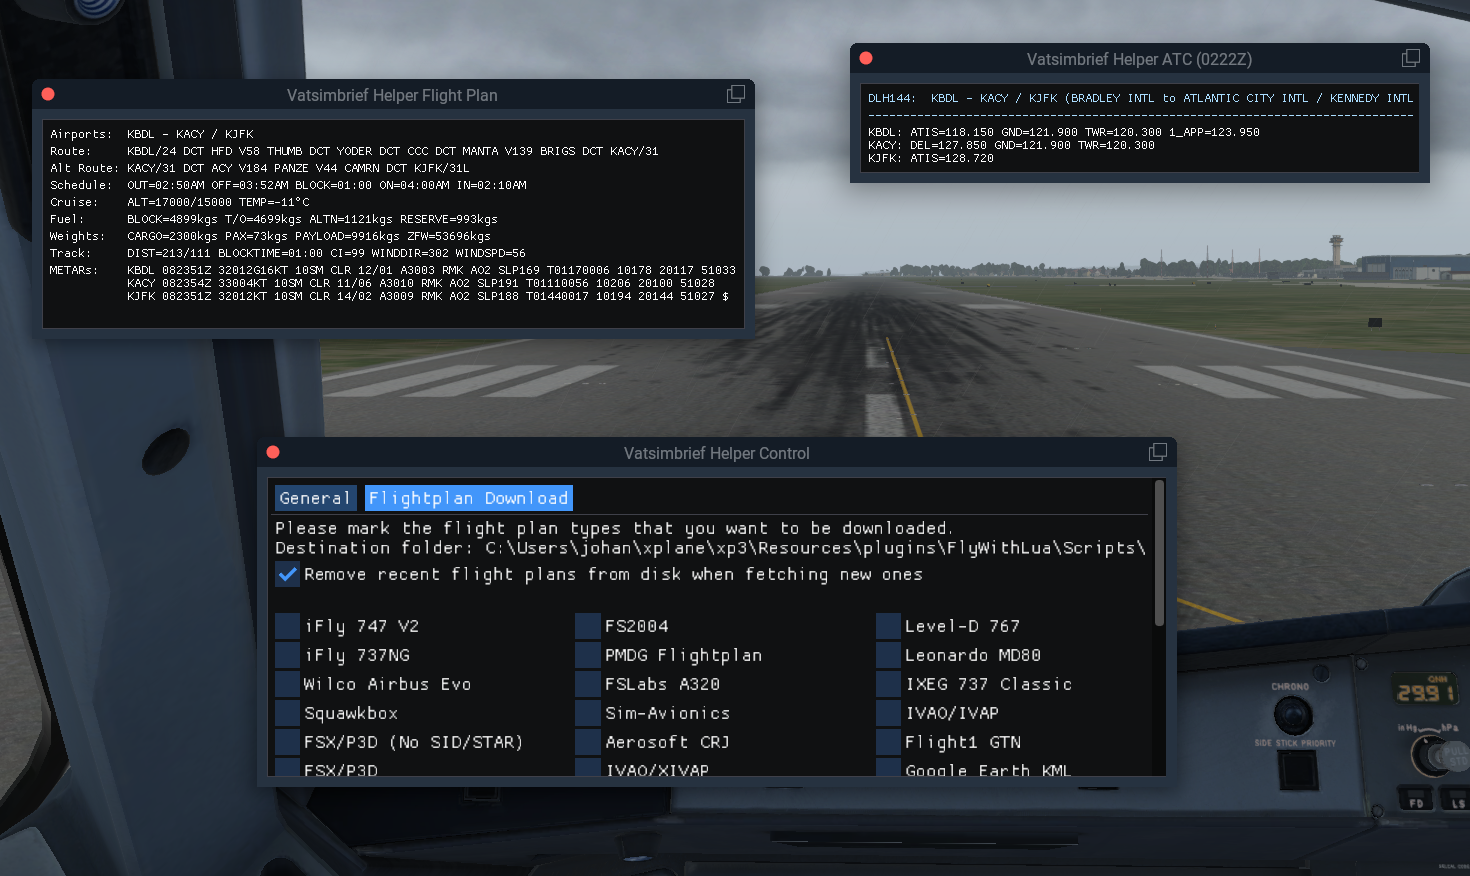 Vatsimbrief Helper Flight Plan
Airports: KBDL - KACY / KJFK
Route: KBDL/24 DCT HFD V58 THUMB DCT YODER DCT CCC DCT MANTA V139 BRIGS DCT KACY/31
Alt Route: KACY/31 DCT ACY V184 PANZE V44 CAMRN DCT KJFK/31L
Schedule: OUT=02:50AM OFF=03:52AM BLOCK=01:00 ON=04:00AM IN=02:10AM
Cruise: ALT=17000/15000 TEMP=-11°C
Fuel: BLOCK=4899kgs T/O=4699kgs ALTN=1121kgs RESERVE=993kgs
Weights: CARGO=2300kgs PAX=73kgs PAYLOAD=9916kgs ZFW=53696kgs
Track: DIST=213/111 BLOCKTIME=01:00 CI=99 WINDDIR=302 WINDSPD=56
METARs: KBDL 082351Z 32012G16KT 10SM CLR 12/01 A3003 RMK AO2 SLP169 T01170006 10178 20117 51033
KACY 082354Z 33004KT 10SM CLR 11/06 A3010 RMK AO2 SLP191 T01110056 10206 20100 51028
KJFK 082351Z 32012KT 10SM CLR 14/02 A3009 RMK AO2 SLP188 T01440017 10194 20144 51027 $
Vatsimbrief Helper ATC (0222Z)
DLH144: KBDL - KACY / KJFK (BRADLEY INTL to ATLANTIC CITY INTL / KENNEDY INTL
KBDL: ATIS=118.150 GND=121.900 TWR=120.300 1_APP=123.950
KACY: DEL=127.850 GND=121.900 TWR=120.300
KJFK: ATIS=128.720
Vatsimbrief Helper Control
General Flightplan Download
Please mark the flight plan types that you want to be downloaded.
Destination folder: C:\Users\johan\xplane\xp3\Resources\plugins\FlyWithLua\Scripts\
Remove recent flight plans from disk when fetching new ones
iFly 747 V2 FS2004 Level-D 767
iFly 737NG PMDG Flightplan Leonardo MD80
Wilco Airbus Evo FSLabs A320 IXEG 737 Classic
Squawkbox Sim-Avionics IVAO/IVAP
FSX/P3D (No SID/STAR) Aerosoft CRJ Flight1 GTN
FSX/P3D IVAO/XIVAP Google Earth KML
CHRONO
SIDE STICK PRIORITY
QNH
29.91
inHg hPa
PULL
STD
FD LS